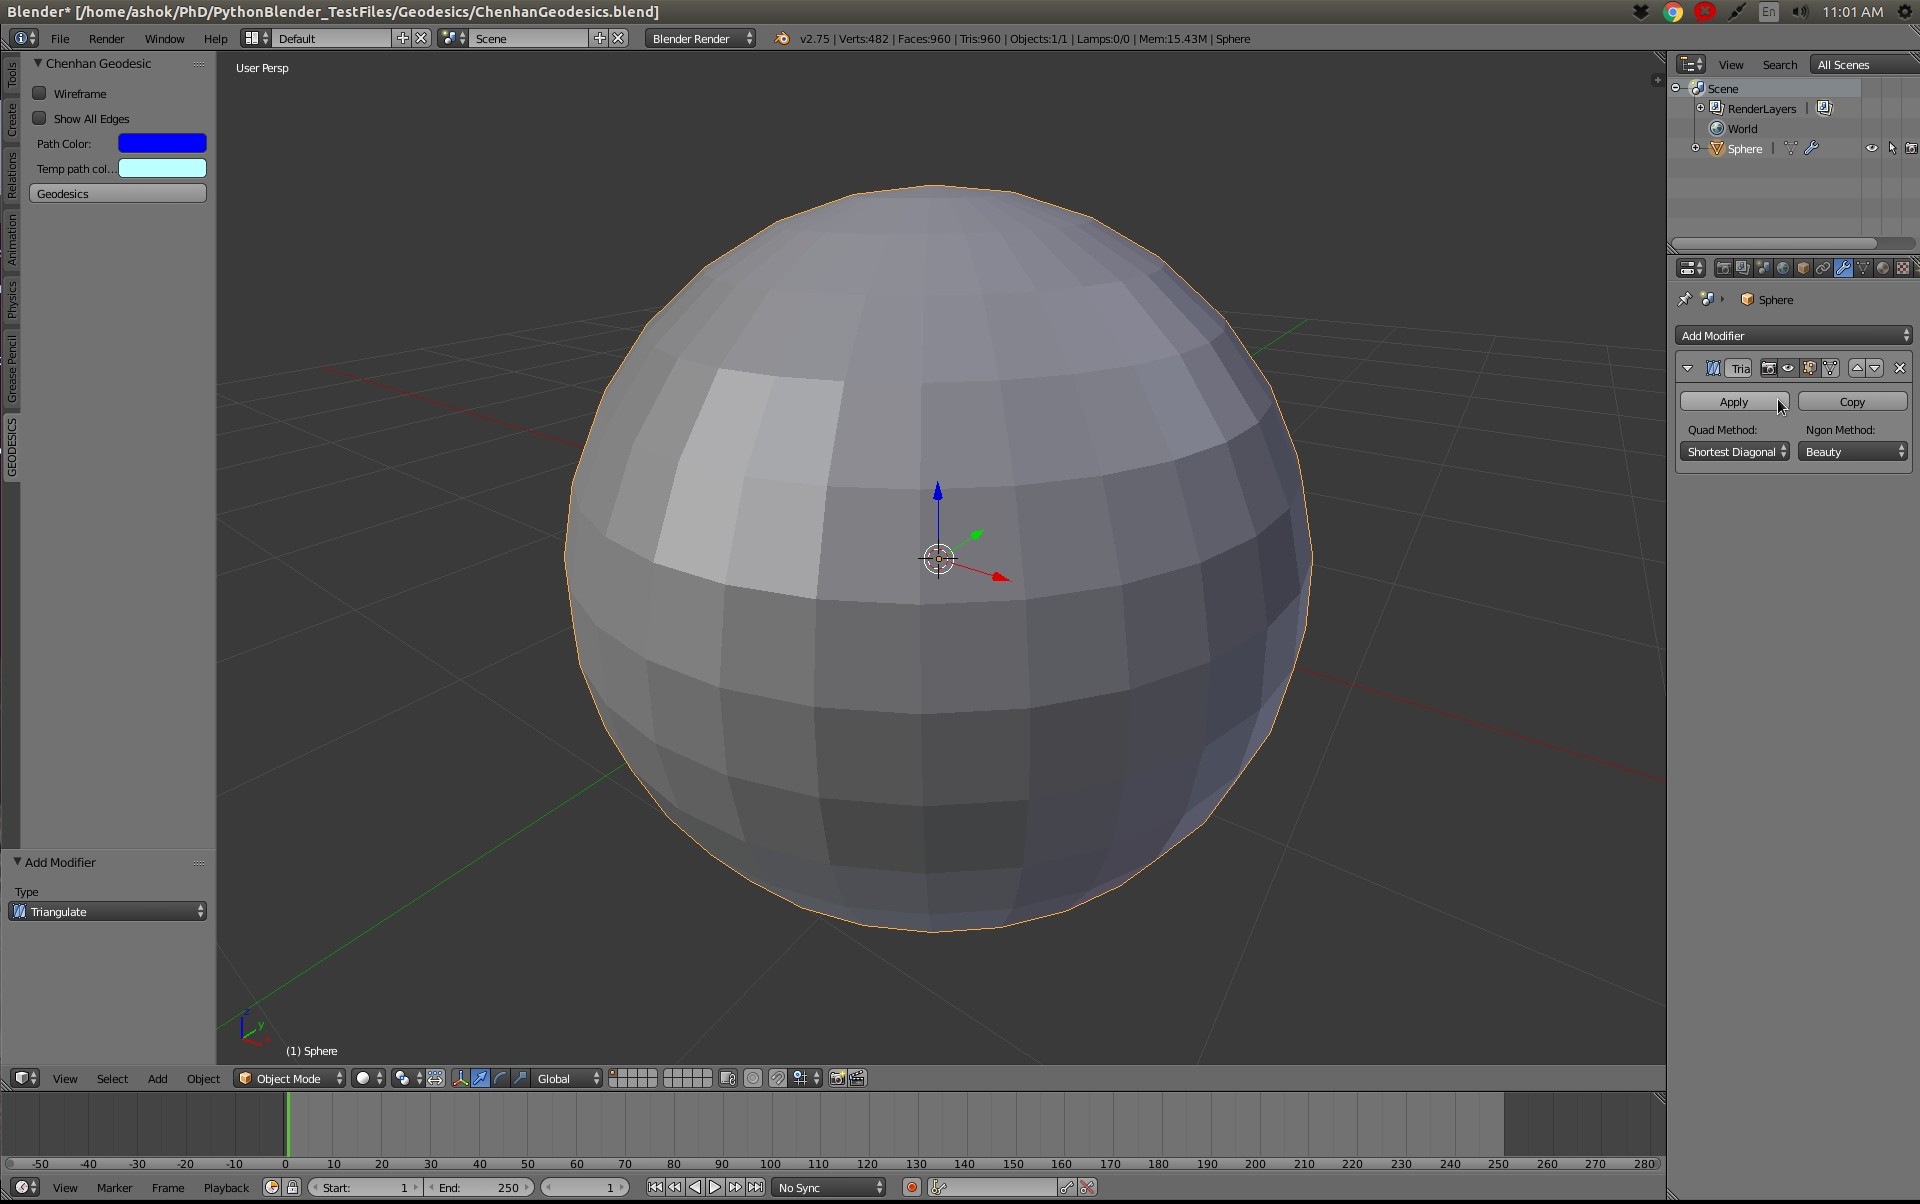 Blender* [/home/ashok/PhD/PythonBlender_TestFiles/Geodesics/ChenhanGeodesics.blend]
En 11:01 AM
File Render Window Help Default Scene Blender Render v2.75 | Verts:482 | Faces:960 | Tris:960 | Objects:1/1 | Lamps:0/0 | Mem:15.43M | Sphere
Tools
Create
Relations
Animation
Physics
Grease Pencil
GEODESICS
Chenhan Geodesic
Wireframe
Show All Edges
Path Color:
Temp path col...
Geodesics
Add Modifier
Type
Triangulate
User Persp
z
y
x
(1) Sphere
View Search All Scenes
Scene
RenderLayers |
World
Sphere |
Sphere
Add Modifier
Tria
Apply Copy
Quad Method: Ngon Method:
Shortest Diagonal Beauty
View Select Add Object Object Mode Global
-50 -40 -30 -20 -10 0 10 20 30 40 50 60 70 80 90 100 110 120 130 140 150 160 170 180 190 200 210 220 230 240 250 260 270 280
View Marker Frame Playback Start: 1 End: 250 1 No Sync